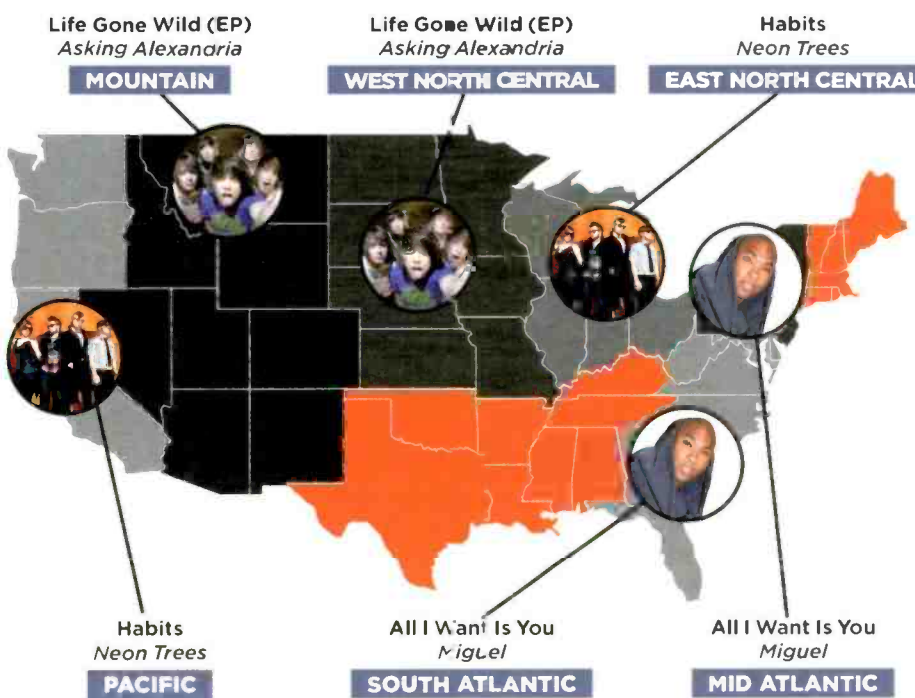 Life Gone Wild (EP)
Asking Alexandria
MOUNTAIN
Life Gone Wild (EP)
Asking Alexandria
WEST NORTH CENTRAL
Habits
Neon Trees
EAST NORTH CENTRAL
Habits
Neon Trees
PACIFIC
All I Want Is You
Miguel
SOUTH ATLANTIC
All I Want Is You
Miguel
MID ATLANTIC